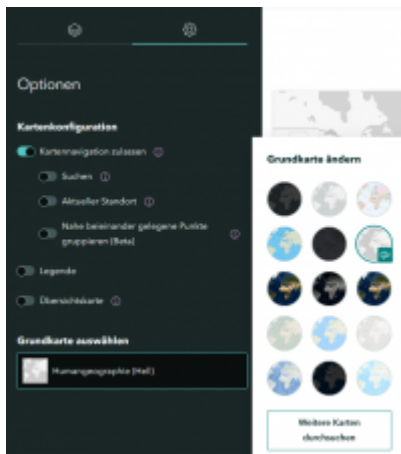 Optionen
Kartenkonfiguration
Kartennavigation zulassen
Suchen
Aktueller Standort
Nahe beieinander gelegene Punkte
gruppieren (Beta)
Legende
Übersichtskarte
Grundkarte auswählen
Humangeographie (Hell)
Grundkarte ändern
Weitere Karten
durchsuchen